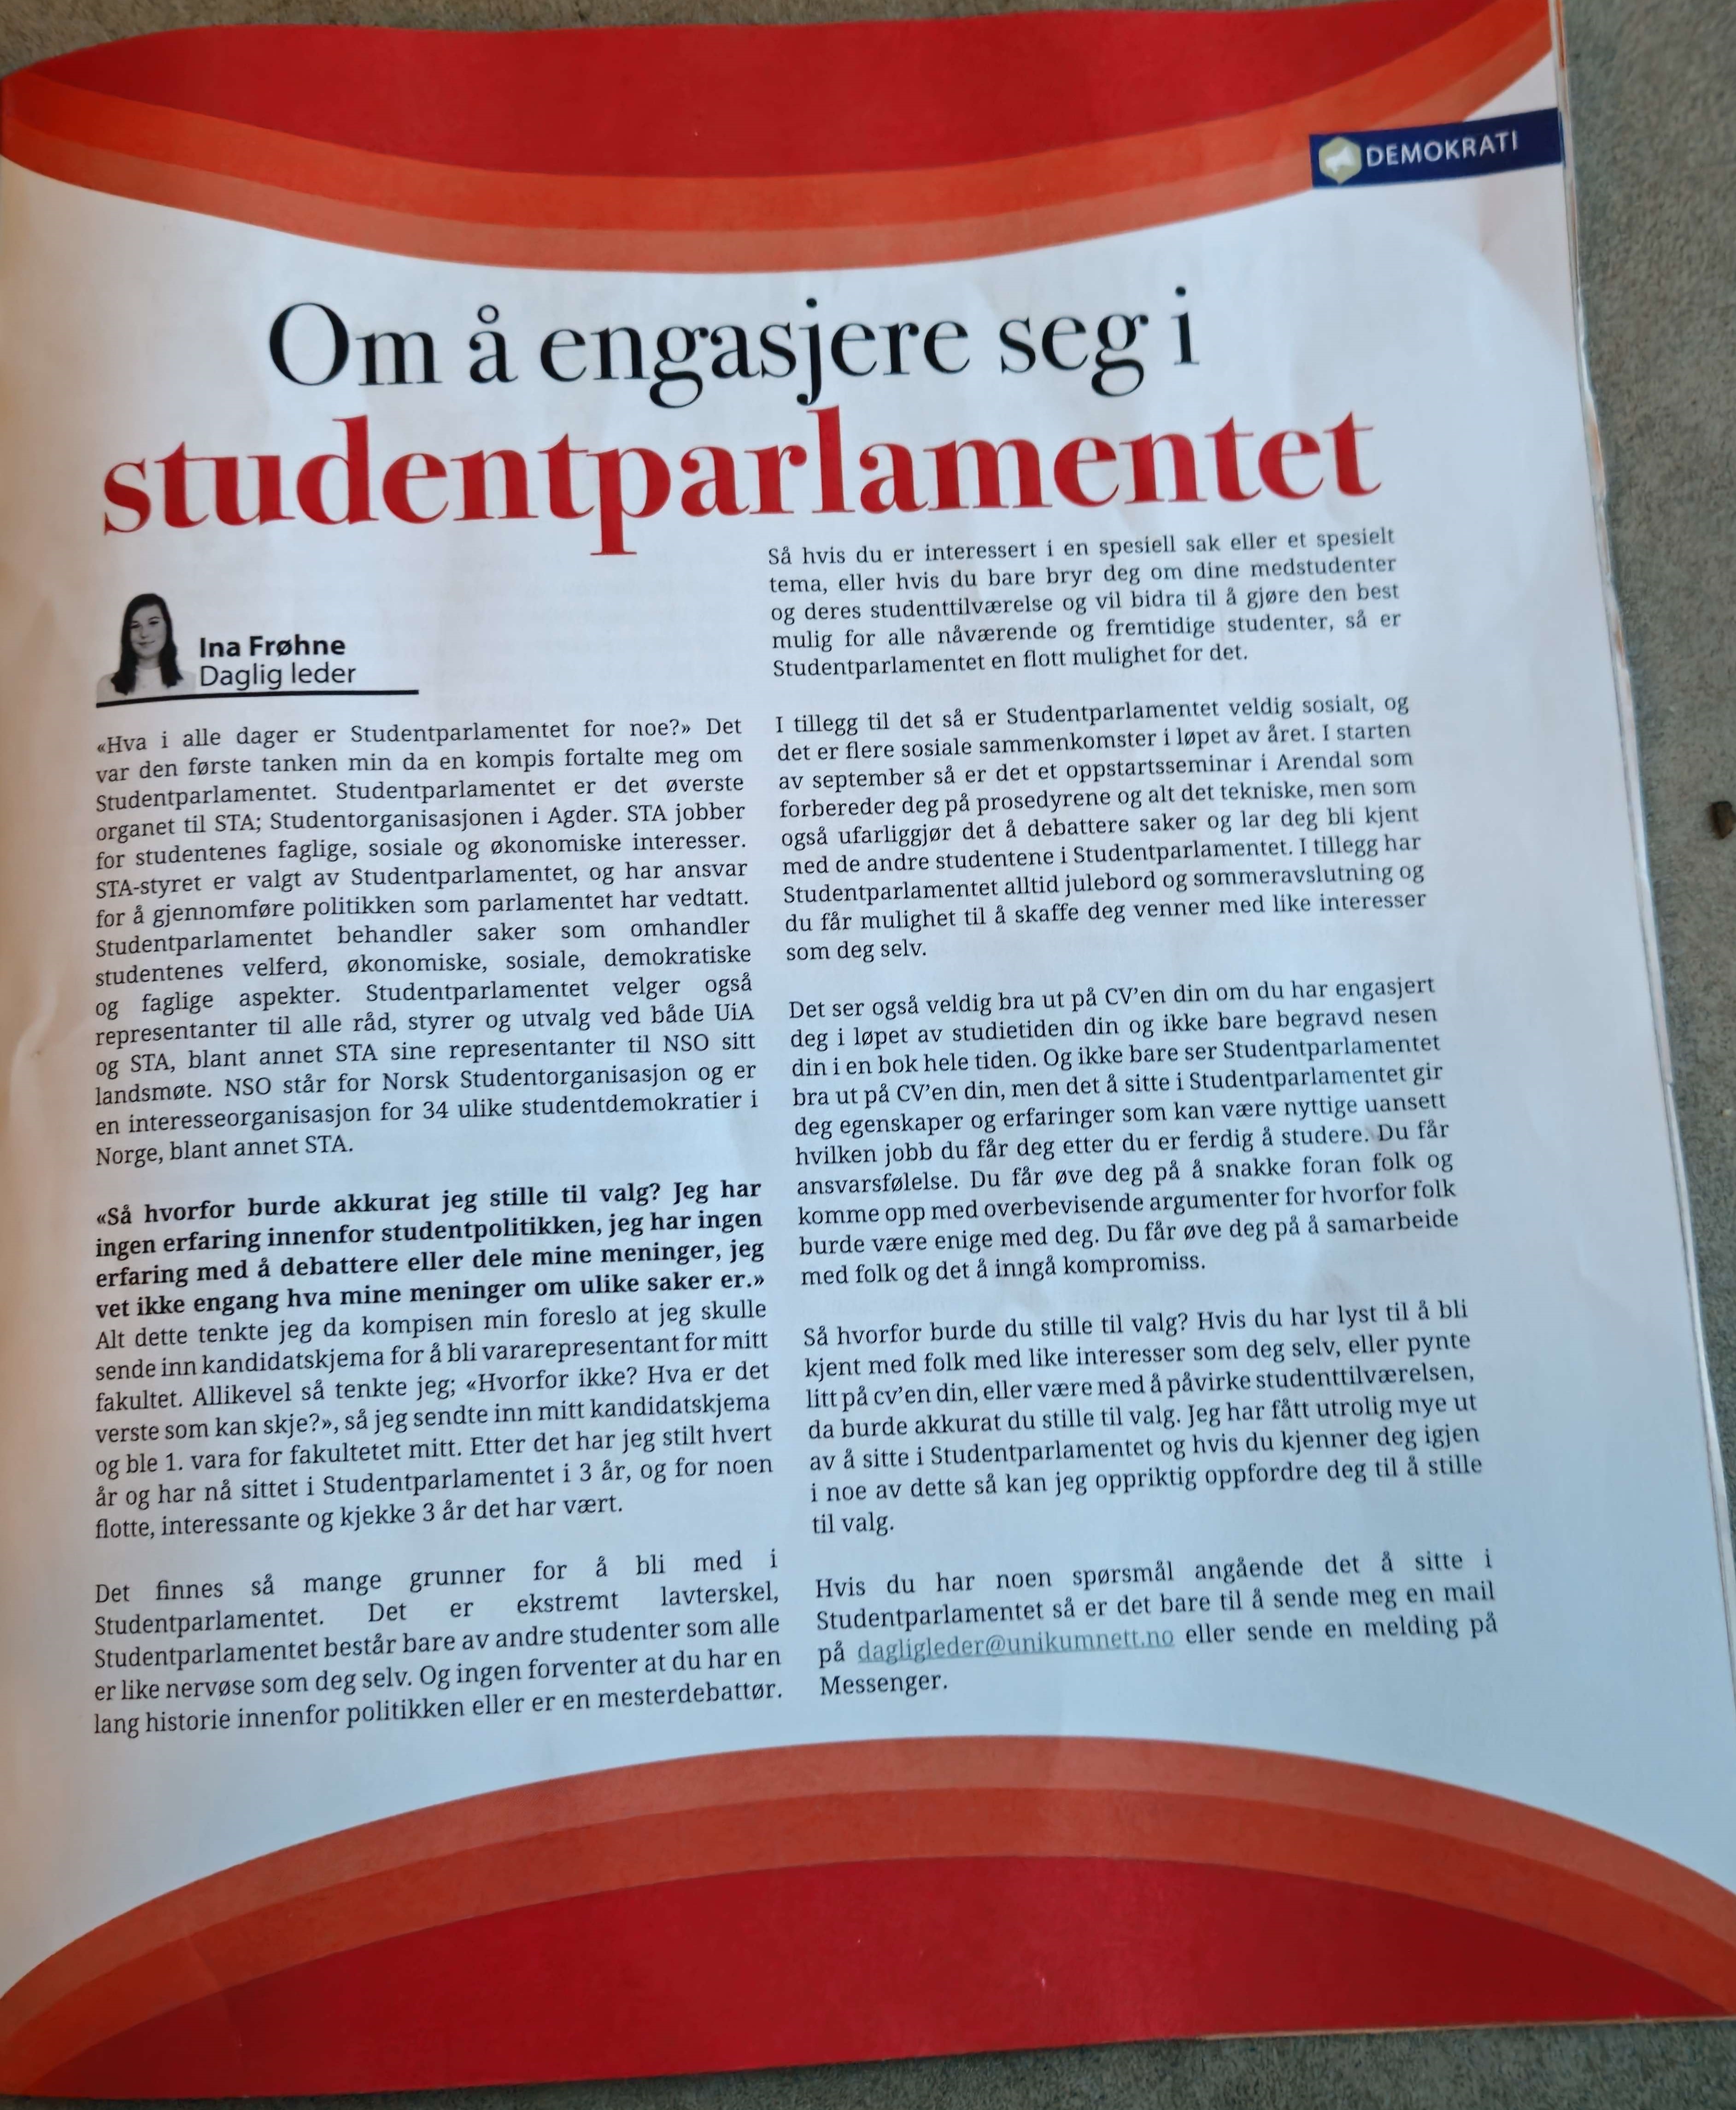 DEMOKRATI
Om å engasjere seg i
studentparlamentet
Ina Frøhne
Daglig leder
«Hva i alle dager er Studentparlamentet for noe?» Det
var den første tanken min da en kompis fortalte meg om
Studentparlamentet. Studentparlamentet er det øverste
organet til STA; Studentorganisasjonen i Agder. STA jobber
for studentenes faglige, sosiale og økonomiske interesser.
STA-styret er valgt av Studentparlamentet, og har ansvar
for å gjennomføre politikken som parlamentet har vedtatt.
Studentparlamentet behandler saker som omhandler
studentenes velferd, økonomiske, sosiale, demokratiske
og faglige aspekter. Studentparlamentet velger også
representanter til alle råd, styrer og utvalg ved både UiA
og STA, blant annet STA sine representanter til NSO sitt
landsmøte. NSO står for Norsk Studentorganisasjon og er
en interesseorganisasjon for 34 ulike studentdemokratier i
Norge, blant annet STA.
«Så hvorfor burde akkurat jeg stille til valg? Jeg har
ingen erfaring innenfor studentpolitikken, jeg har ingen
erfaring med å debattere eller dele mine meninger, jeg
vet ikke engang hva mine meninger om ulike saker er.»
Alt dette tenkte jeg da kompisen min foreslo at jeg skulle
sende inn kandidatskjema for å bli vararepresentant for mitt
fakultet. Allikevel så tenkte jeg; «Hvorfor ikke? Hva er det
verste som kan skje?», så jeg sendte inn mitt kandidatskjema
og ble 1. vara for fakultetet mitt. Etter det har jeg stilt hvert
år og har nå sittet i Studentparlamentet i 3 år, og for noen
flotte, interessante og kjekke 3 år det har vært.
Det finnes så mange grunner for å bli med i
Studentparlamentet. Det er ekstremt lavterskel,
Studentparlamentet består bare av andre studenter som alle
er like nervøse som deg selv. Og ingen forventer at du har en
lang historie innenfor politikken eller er en mesterdebattør.
Så hvis du er interessert i en spesiell sak eller et spesielt
tema, eller hvis du bare bryr deg om dine medstudenter
og deres studenttilværelse og vil bidra til å gjøre den best
mulig for alle nåværende og fremtidige studenter, så er
Studentparlamentet en flott mulighet for det.
I tillegg til det så er Studentparlamentet veldig sosialt, og
det er flere sosiale sammenkomster i løpet av året. I starten
av september så er det et oppstartsseminar i Arendal som
forbereder deg på prosedyrene og alt det tekniske, men som
også ufarliggjør det å debattere saker og lar deg bli kjent
med de andre studentene i Studentparlamentet. I tillegg har
Studentparlamentet alltid julebord og sommeravslutning og
du får mulighet til å skaffe deg venner med like interesser
som deg selv.
Det ser også veldig bra ut på CV’en din om du har engasjert
deg i løpet av studietiden din og ikke bare begravd nesen
din i en bok hele tiden. Og ikke bare ser Studentparlamentet
bra ut på CV’en din, men det å sitte i Studentparlamentet gir
deg egenskaper og erfaringer som kan være nyttige uansett
hvilken jobb du får deg etter du er ferdig å studere. Du får
ansvarsfølelse. Du får øve deg på å snakke foran folk og
komme opp med overbevisende argumenter for hvorfor folk
burde være enige med deg. Du får øve deg på å samarbeide
med folk og det å inngå kompromiss.
Så hvorfor burde du stille til valg? Hvis du har lyst til å bli
kjent med folk med like interesser som deg selv, eller pynte
litt på cv’en din, eller være med å påvirke studenttilværelsen,
da burde akkurat du stille til valg. Jeg har fått utrolig mye ut
av å sitte i Studentparlamentet og hvis du kjenner deg igjen
i noe av dette så kan jeg oppriktig oppfordre deg til å stille
til valg.
Hvis du har noen spørsmål angående det å sitte i
Studentparlamentet så er det bare til å sende meg en mail
på dagligleder@unikumnett.no eller sende en melding på
Messenger.